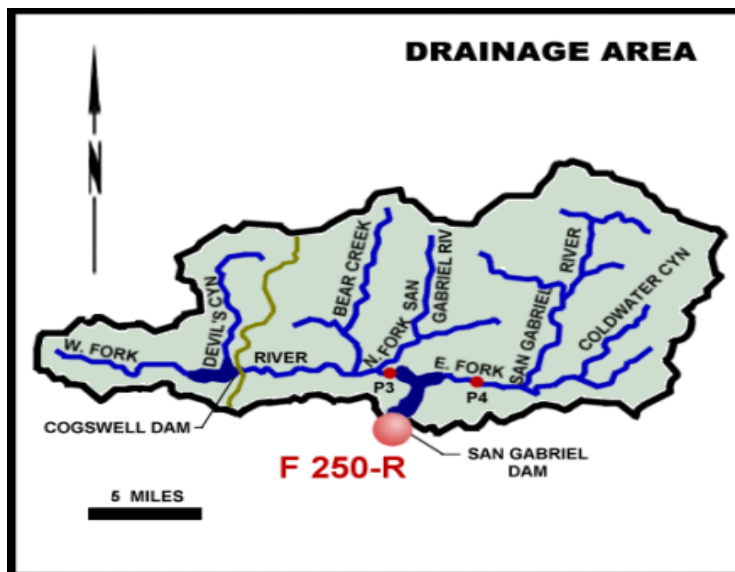 DRAINAGE AREA
N
BEAR CREEK
N. FORK SAN
GABRIEL RIV
RIVER
SAN GABRIEL
COLDWATER CYN
DEVIL'S CYN
W. FORK
RIVER
E. FORK
P3
P4
COGSWELL DAM
F 250-R
SAN GABRIEL
DAM
5 MILES